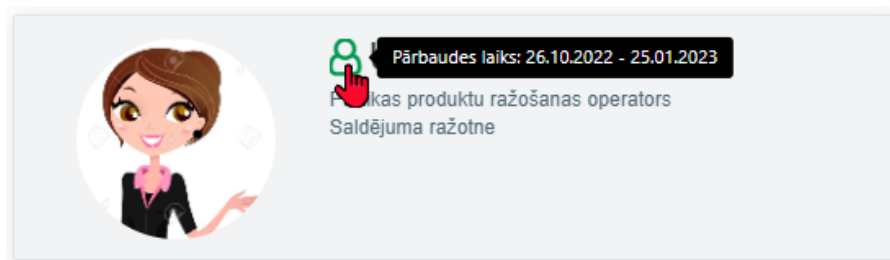 Pārbaudes laiks: 26.10.2022 - 25.01.2023
produktu ražošanas operators
Saldējuma ražotne